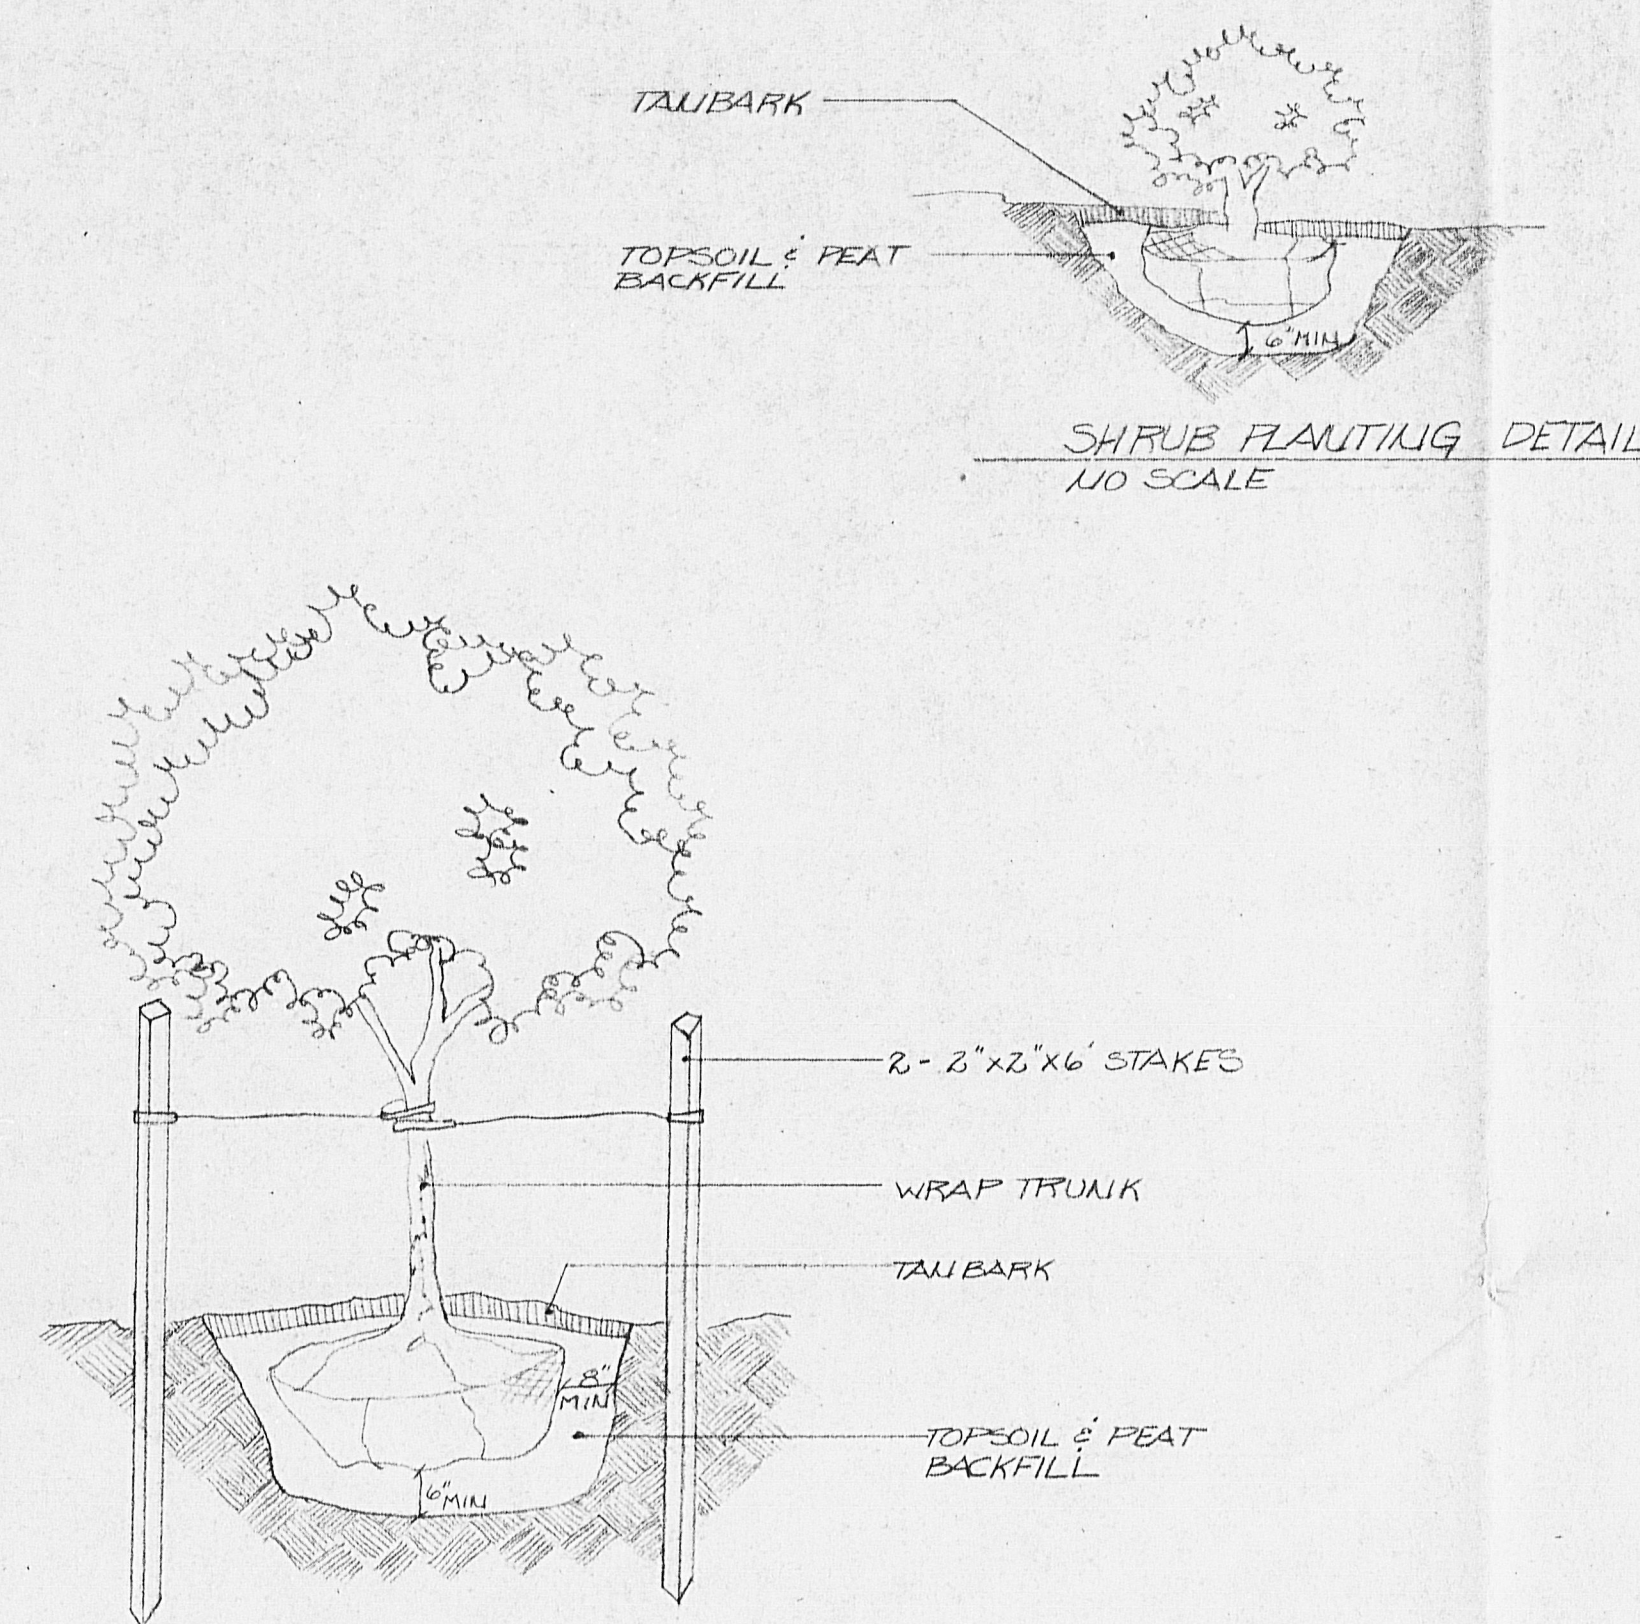 TANBARK
TOPSOIL & PEAT
BACKFILL
6" MIN
SHRUB PLANTING DETAIL
NO SCALE
2 - 2"x2"x6' STAKES
WRAP TRUNK
TANBARK
8"
MIN
TOPSOIL & PEAT
BACKFILL
6" MIN